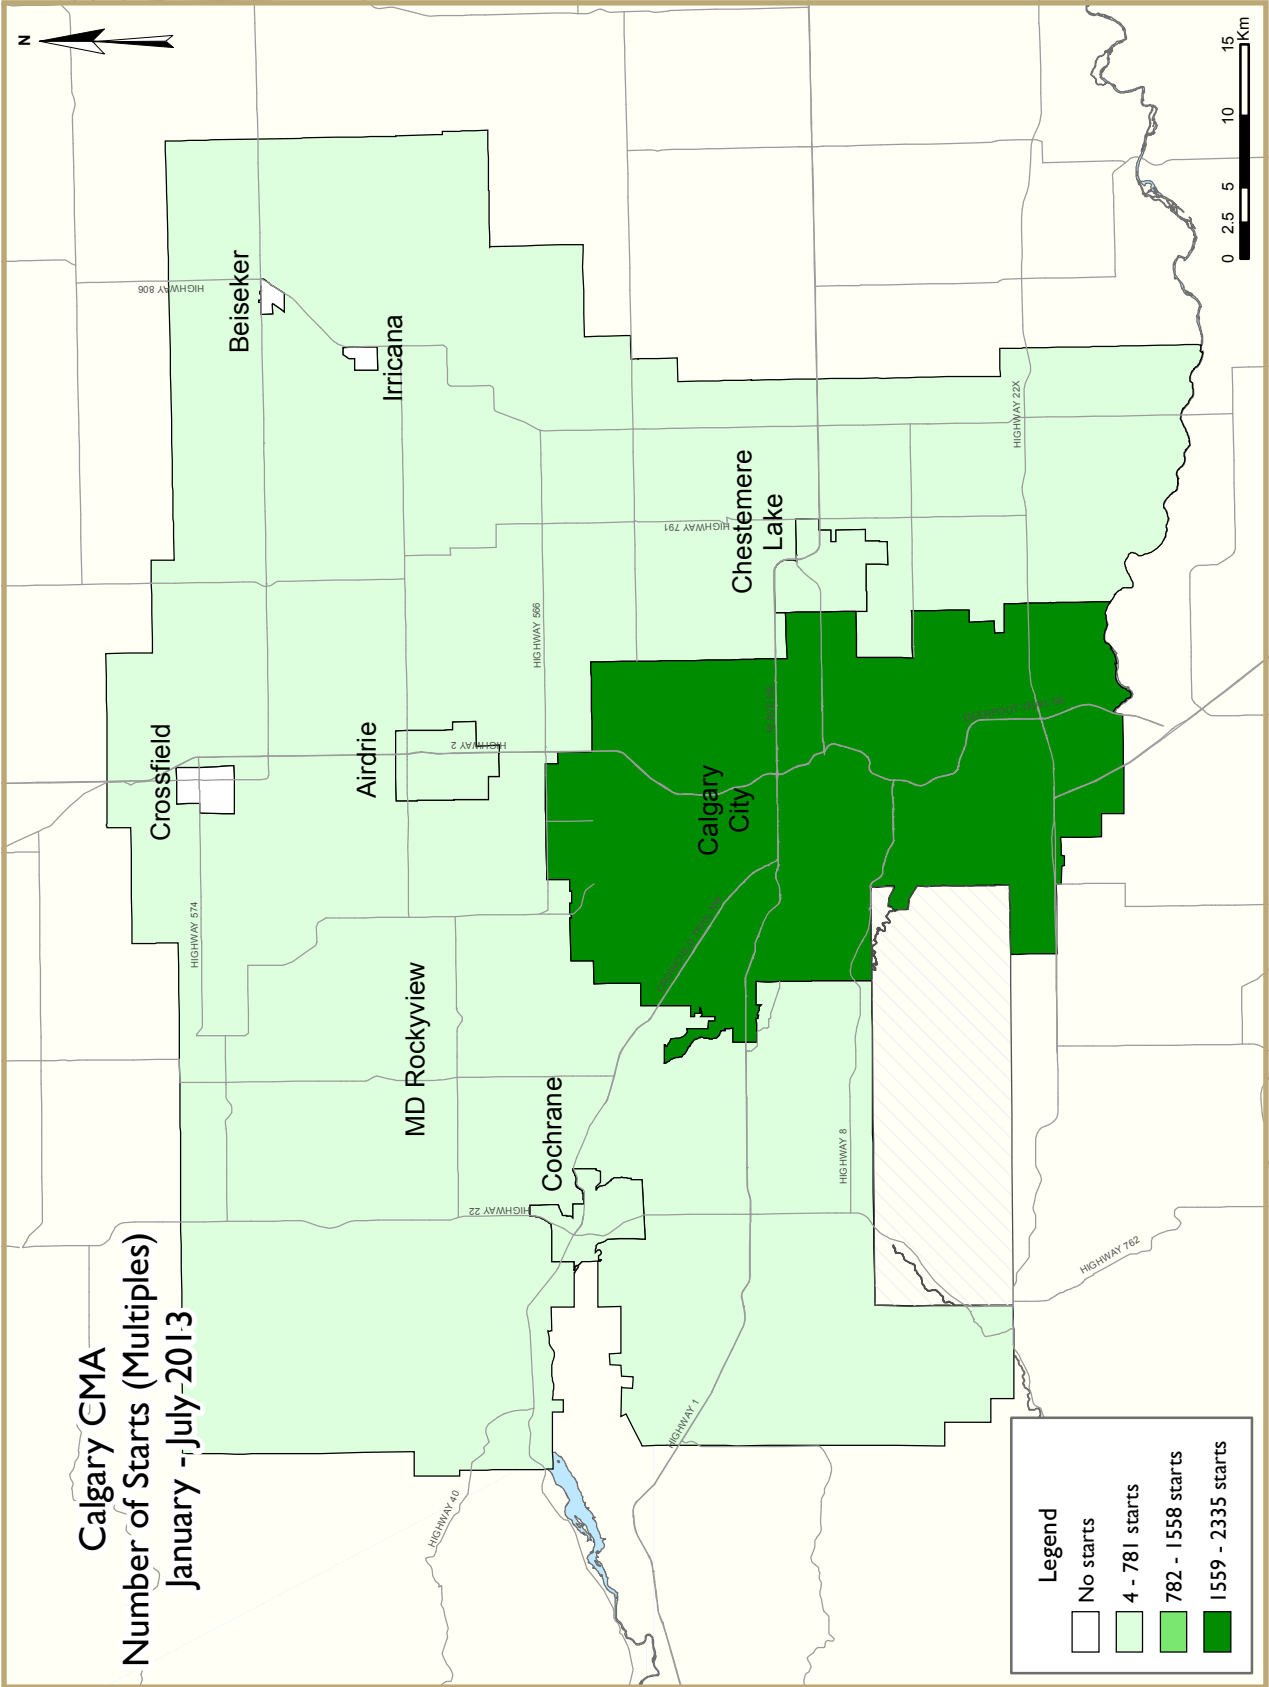 Calgary CMA
Number of Starts (Multiples)
January - July 2013
N
Crossfield
Beiseker
Irricana
Airdrie
MD Rockyview
Cochrane
Calgary
City
Chestemere
Lake
HIGHWAY 806
HIGHWAY 574
HIGHWAY 2
HIGHWAY 566
HIGHWAY 791
HIGHWAY 22
HIGHWAY 40
HIGHWAY 1
HIGHWAY 8
HIGHWAY 22X
HIGHWAY 762
Legend
No starts
4 - 781 starts
782 - 1558 starts
1559 - 2335 starts
0 2.5 5 10 15
Km